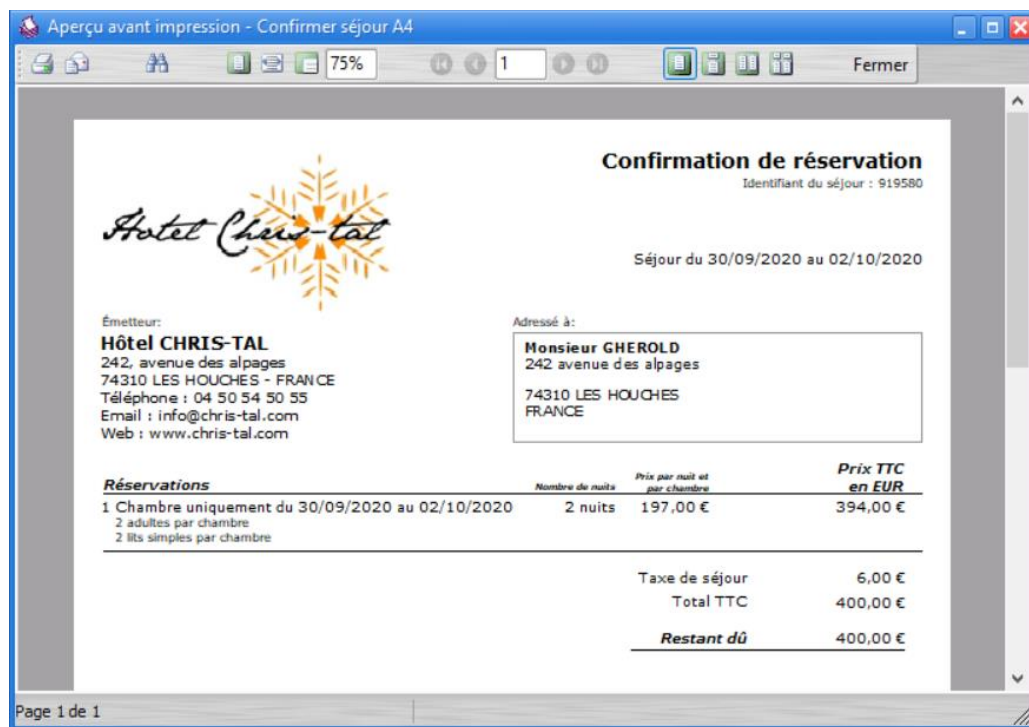 Aperçu avant impression - Confirmer séjour A4
75%
1
Fermer
Confirmation de réservation
Identifiant du séjour : 919580
Hotel Chris-tal
Séjour du 30/09/2020 au 02/10/2020
Émetteur:
Hôtel CHRIS-TAL
242, avenue des alpages
74310 LES HOUCHES - FRANCE
Téléphone : 04 50 54 50 55
Email : info@chris-tal.com
Web : www.chris-tal.com
Adressé à:
Monsieur GHEROLD
242 avenue des alpages
74310 LES HOUCHES
FRANCE
Réservations Nombre de nuits Prix par nuit et par chambre Prix TTC en EUR
1 Chambre uniquement du 30/09/2020 au 02/10/2020 2 nuits 197,00 € 394,00 €
2 adultes par chambre
2 lits simples par chambre
Taxe de séjour 6,00 €
Total TTC 400,00 €
Restant dû 400,00 €
Page 1 de 1